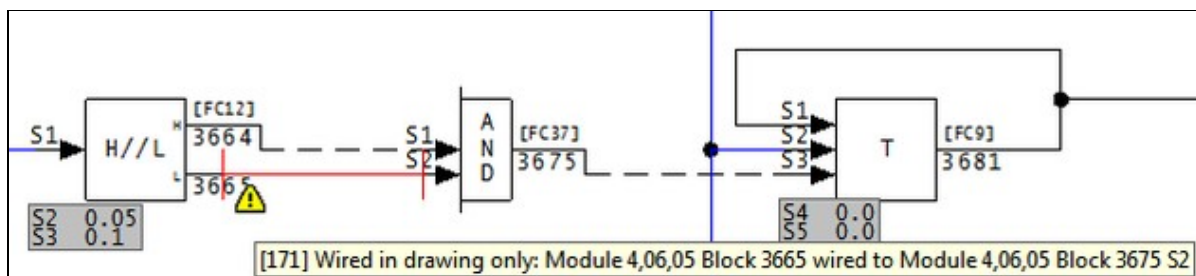 [FC12]
S1
H//L
H
3664
L
3665
S2 0.05
S3 0.1
S1
S2
AND
[FC37]
3675
S1
S2
S3
T
[FC9]
3681
S4 0.0
S5 0.0
[171] Wired in drawing only: Module 4,06,05 Block 3665 wired to Module 4,06,05 Block 3675 S2